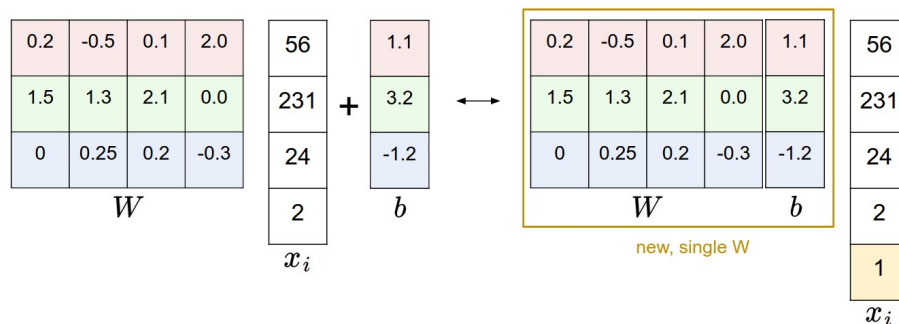 0.2 -0.5 0.1 2.0 56 1.1 0.2 -0.5 0.1 2.0 1.1 56
1.5 1.3 2.1 0.0 231 + 3.2 ↔ 1.5 1.3 2.1 0.0 3.2 231
0 0.25 0.2 -0.3 24 -1.2 0 0.25 0.2 -0.3 -1.2 24
W 2 b W b 2
new, single W
x_i 1
x_i